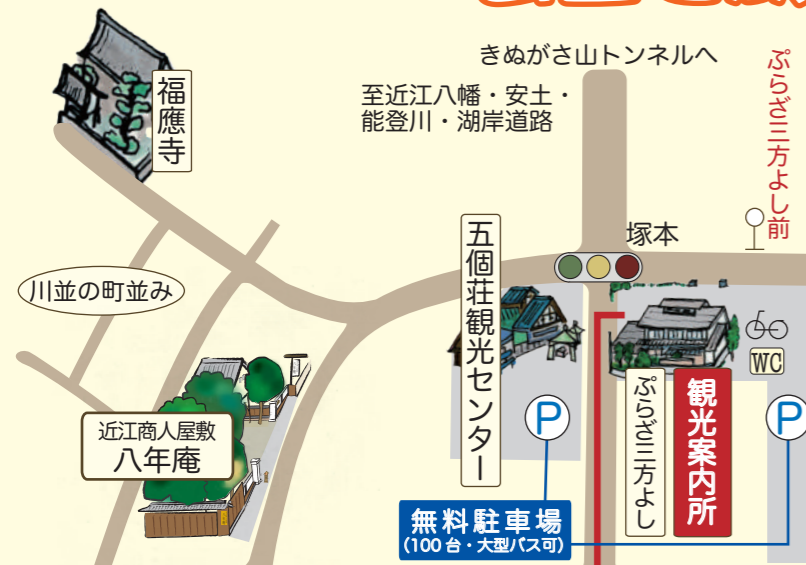 きぬがさ山トンネルへ
至近江八幡・安土・
能登川・湖岸道路
ぷらざ三方よし前
福應寺
塚本
五個荘観光センター
川並の町並み
WC
P
P
ぷらざ三方よし
観光案内所
近江商人屋敷
八年庵
無料駐車場
(100台・大型バス可)